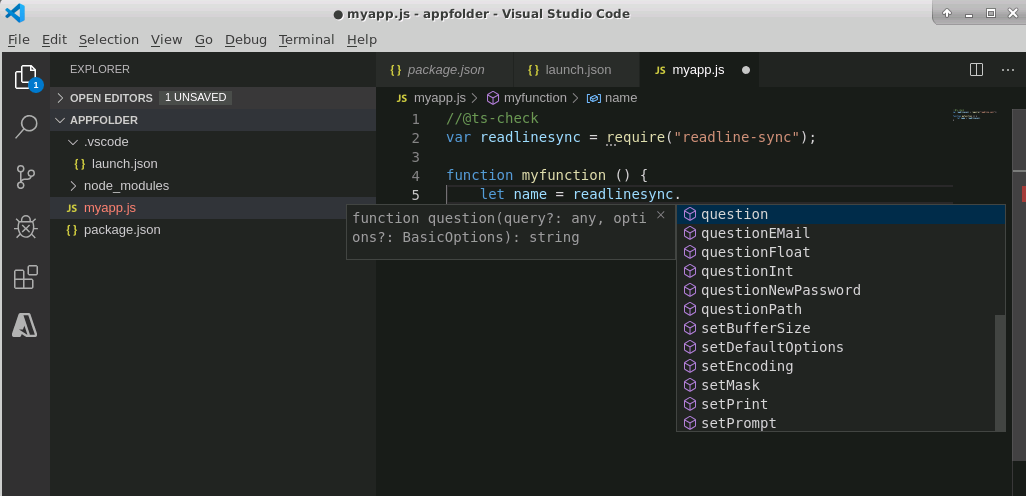 ● myapp.js - appfolder - Visual Studio Code
File Edit Selection View Go Debug Terminal Help
EXPLORER
{ } package.json
{ } launch.json
JS myapp.js ●
1
OPEN EDITORS 1 UNSAVED
JS myapp.js > myfunction > name
APPFOLDER
.vscode
{ } launch.json
node_modules
JS myapp.js
{ } package.json
1 //@ts-check
2 var readlinesync = require("readline-sync");
3
4 function myfunction () {
5 let name = readlinesync.
function question(query?: any, opti
ons?: BasicOptions): string
question
questionEMail
questionFloat
questionInt
questionNewPassword
questionPath
setBufferSize
setDefaultOptions
setEncoding
setMask
setPrint
setPrompt